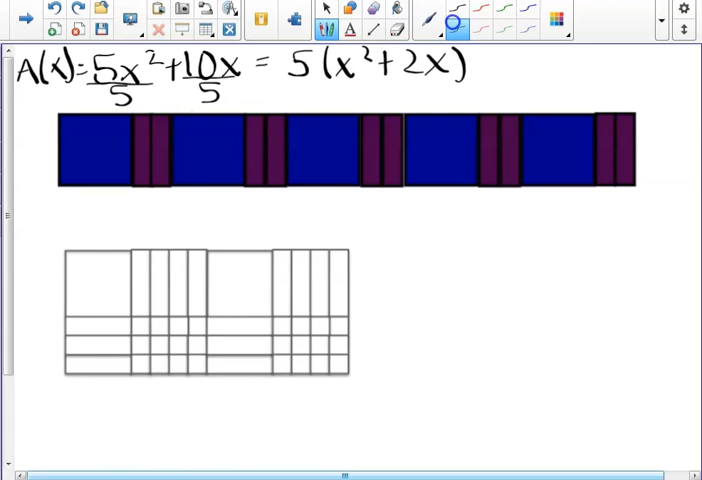 A(x) = 5x²/5 + 10x/5 = 5(x² + 2x)